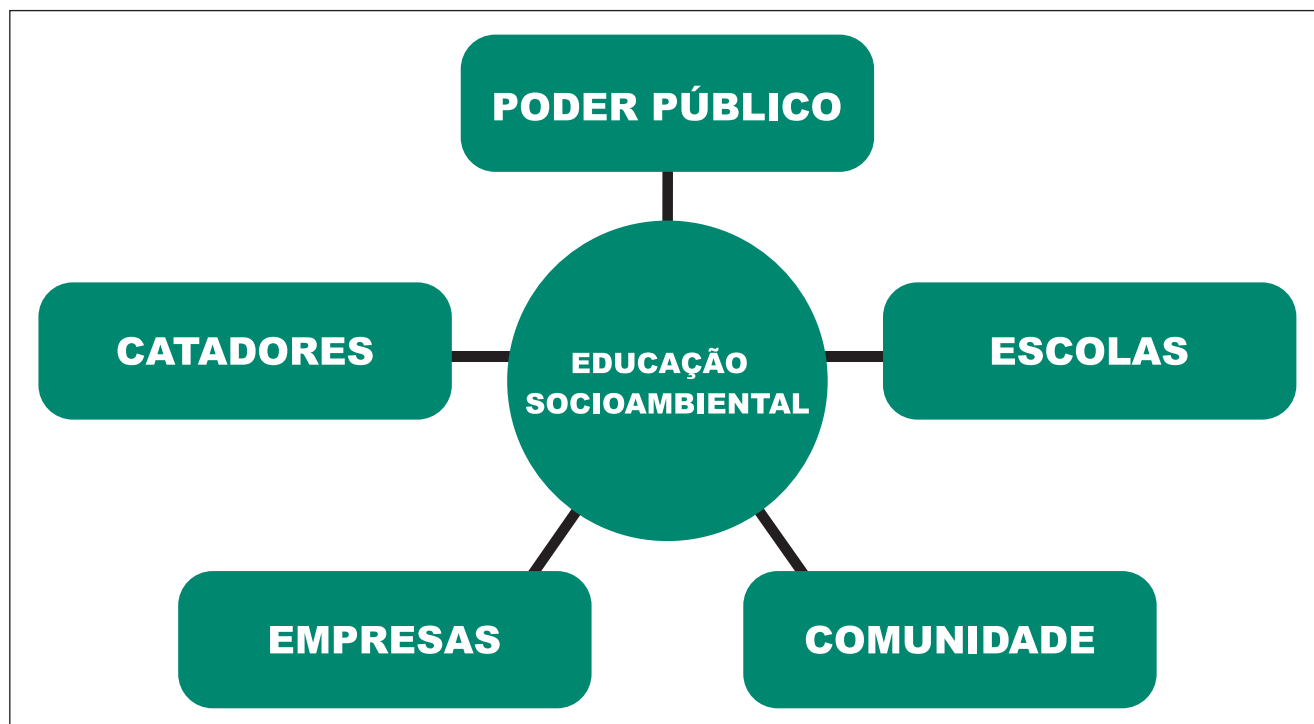 PODER PÚBLICO
CATADORES
EDUCAÇÃO
SOCIOAMBIENTAL
ESCOLAS
EMPRESAS
COMUNIDADE